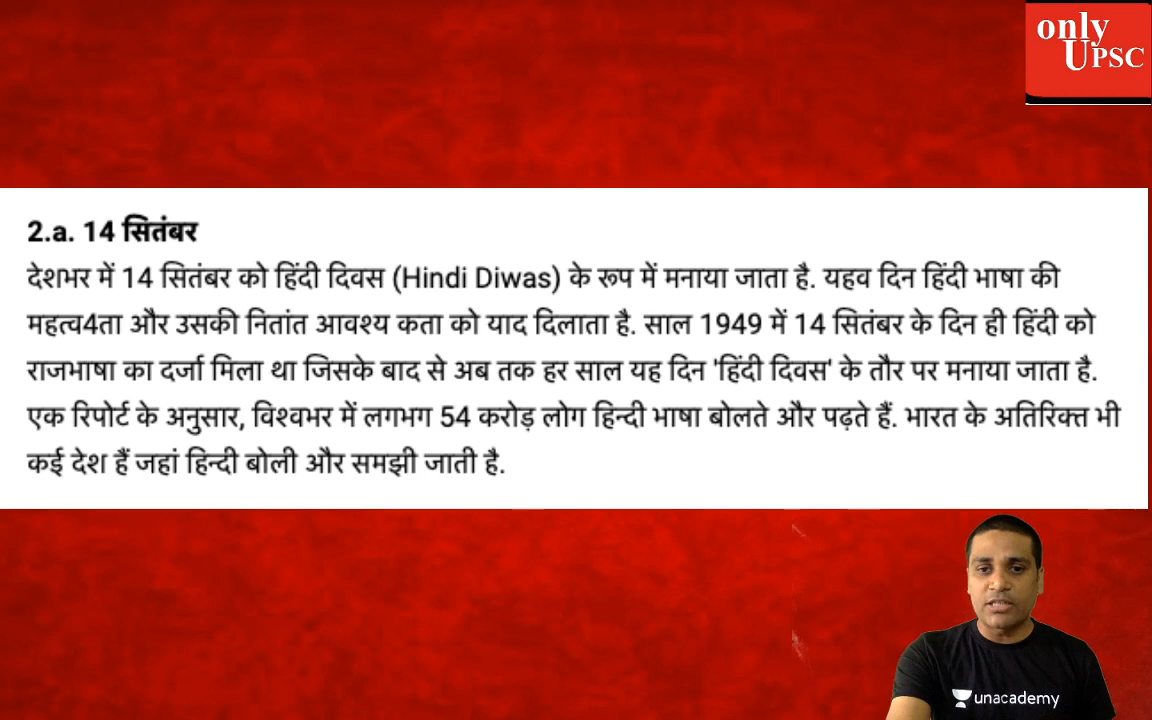 only
UPSC
2.a. 14 सितंबर
देशभर में 14 सितंबर को हिंदी दिवस (Hindi Diwas) के रूप में मनाया जाता है. यहव दिन हिंदी भाषा की
महत्व4ता और उसकी नितांत आवश्य कता को याद दिलाता है. साल 1949 में 14 सितंबर के दिन ही हिंदी को
राजभाषा का दर्जा मिला था जिसके बाद से अब तक हर साल यह दिन 'हिंदी दिवस' के तौर पर मनाया जाता है.
एक रिपोर्ट के अनुसार, विश्वभर में लगभग 54 करोड़ लोग हिन्दी भाषा बोलते और पढ़ते हैं. भारत के अतिरिक्त भी
कई देश हैं जहां हिन्दी बोली और समझी जाती है.
unacademy